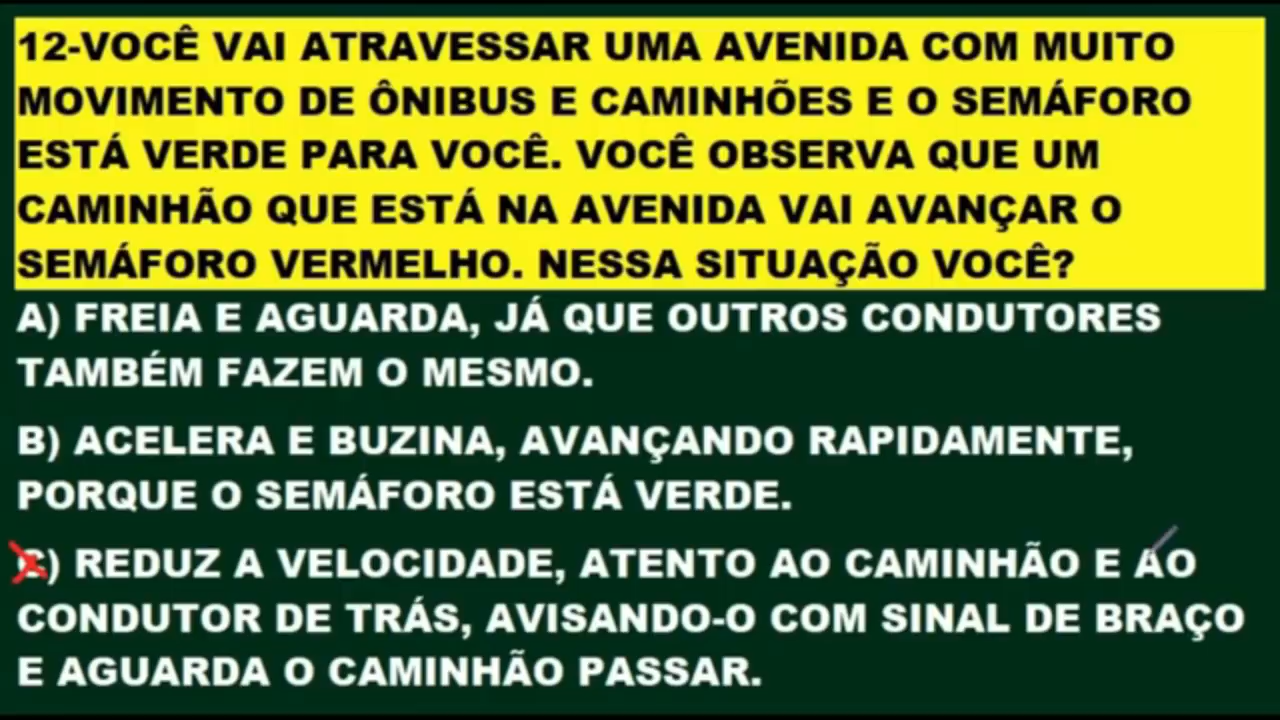 12-VOCÊ VAI ATRAVESSAR UMA AVENIDA COM MUITO
MOVIMENTO DE ÔNIBUS E CAMINHÕES E O SEMÁFORO
ESTÁ VERDE PARA VOCÊ. VOCÊ OBSERVA QUE UM
CAMINHÃO QUE ESTÁ NA AVENIDA VAI AVANÇAR O
SEMÁFORO VERMELHO. NESSA SITUAÇÃO VOCÊ?
A) FREIA E AGUARDA, JÁ QUE OUTROS CONDUTORES
TAMBÉM FAZEM O MESMO.
B) ACELERA E BUZINA, AVANÇANDO RAPIDAMENTE,
PORQUE O SEMÁFORO ESTÁ VERDE.
C) REDUZ A VELOCIDADE, ATENTO AO CAMINHÃO E AO
CONDUTOR DE TRÁS, AVISANDO-O COM SINAL DE BRAÇO
E AGUARDA O CAMINHÃO PASSAR.